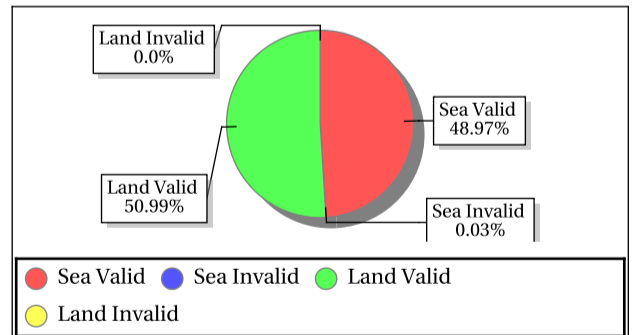 Land Invalid
0.0%
Sea Valid
48.97%
Land Valid
50.99%
Sea Invalid
0.03%
Sea Valid Sea Invalid Land Valid
Land Invalid